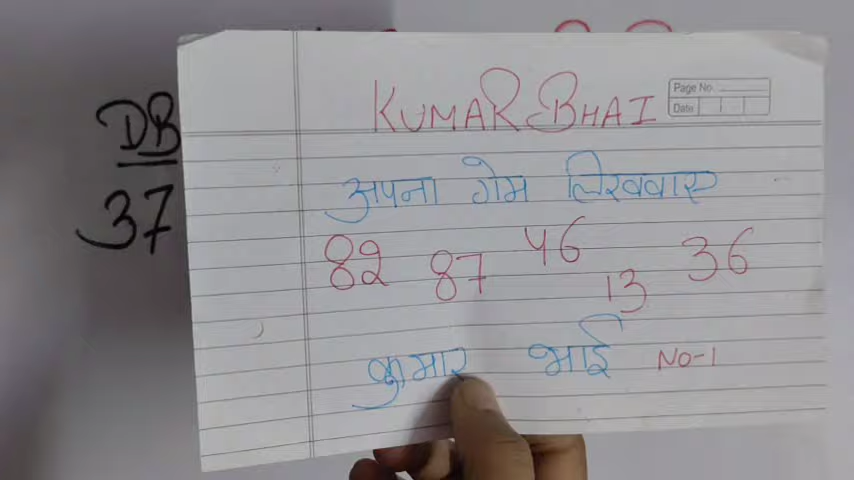 KUMAR BHAI
Page No.
Date
DB
37
अपना गेम लिखवाए
82 87 46 13 36
कुमार भाई NO-1